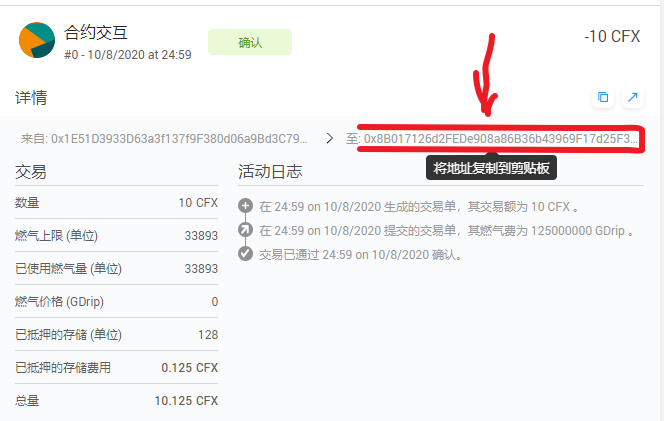 合约交互
#0 - 10/8/2020 at 24:59
确认
-10 CFX
详情
来自: 0x1E51D3933D63a3f137f9F380d06a9Bd3C79...
至: 0x8B017126d2FEDe908a86B36b43969F17d25F3...
将地址复制到剪贴板
交易
数量 10 CFX
燃气上限 (单位) 33893
已使用燃气量 (单位) 33893
燃气价格 (GDrip) 0
已抵押的存储 (单位) 128
已抵押的存储费用 0.125 CFX
总量 10.125 CFX
活动日志
在 24:59 on 10/8/2020 生成的交易单，其交易额为 10 CFX 。
在 24:59 on 10/8/2020 提交的交易单，其燃气费为 125000000 GDrip 。
交易已通过 24:59 on 10/8/2020 确认。